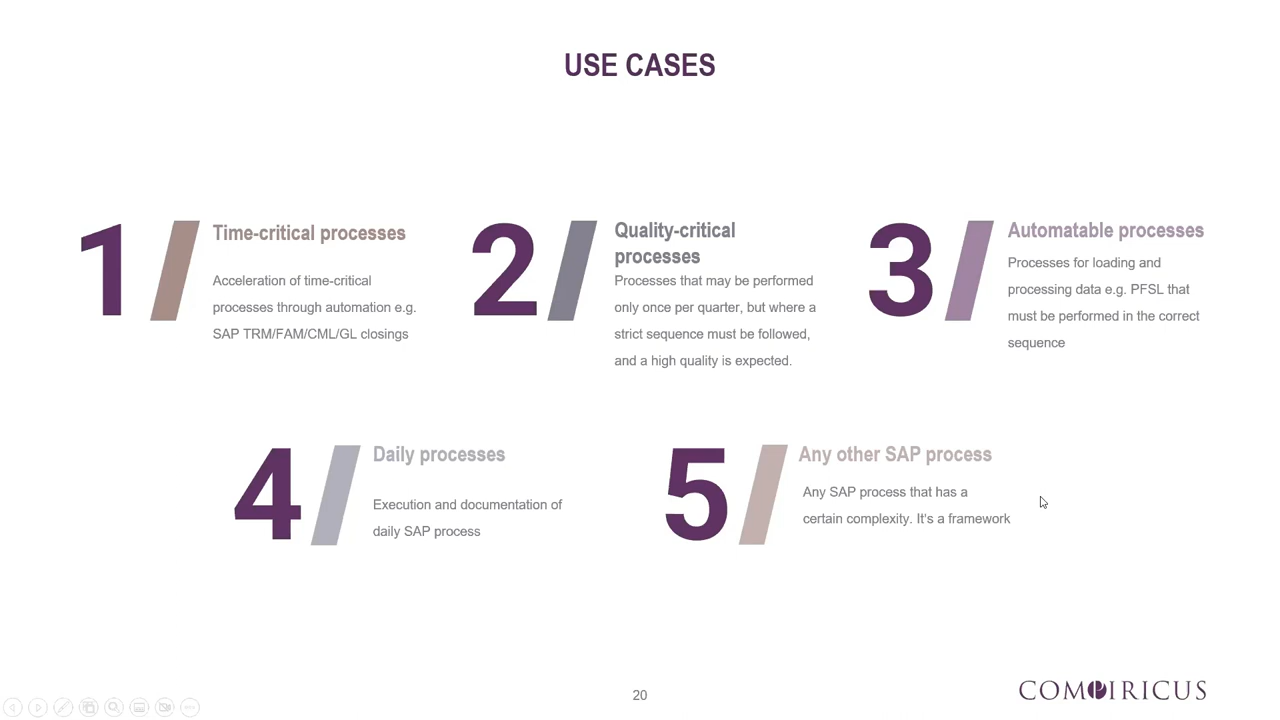 USE CASES
1
Time-critical processes
Acceleration of time-critical
processes through automation e.g.
SAP TRM/FAM/CML/GL closings
2
Quality-critical
processes
Processes that may be performed
only once per quarter, but where a
strict sequence must be followed,
and a high quality is expected.
3
Automatable processes
Processes for loading and
processing data e.g. PFSL that
must be performed in the correct
sequence
4
Daily processes
Execution and documentation of
daily SAP process
5
Any other SAP process
Any SAP process that has a
certain complexity. It's a framework
20
COMPIRICUS